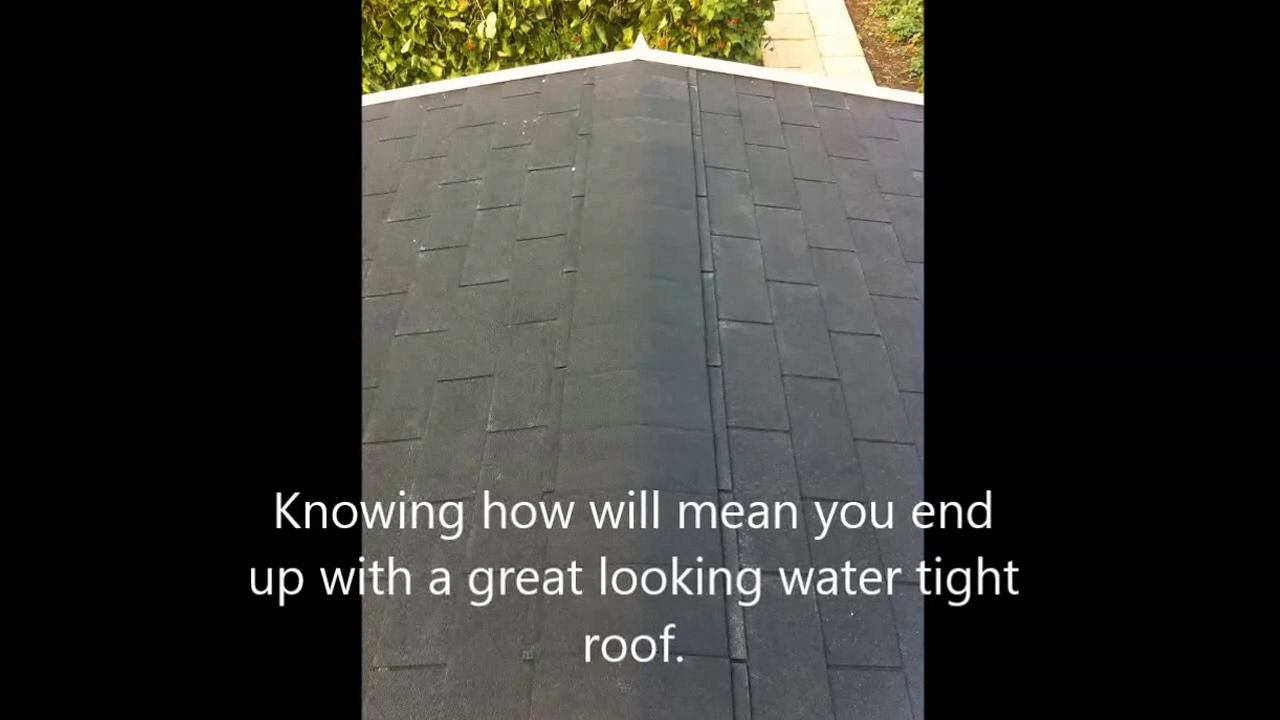 Knowing how will mean you end
up with a great looking water tight
roof.